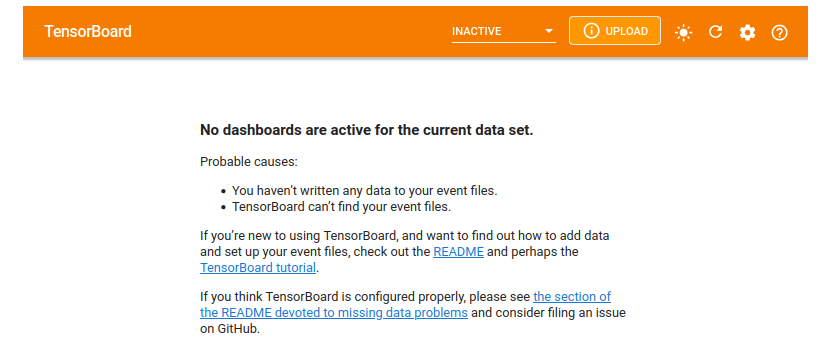 TensorBoard
INACTIVE
UPLOAD
No dashboards are active for the current data set.
Probable causes:
• You haven’t written any data to your event files.
• TensorBoard can’t find your event files.
If you’re new to using TensorBoard, and want to find out how to add data
and set up your event files, check out the README and perhaps the
TensorBoard tutorial.
If you think TensorBoard is configured properly, please see the section of
the README devoted to missing data problems and consider filing an issue
on GitHub.